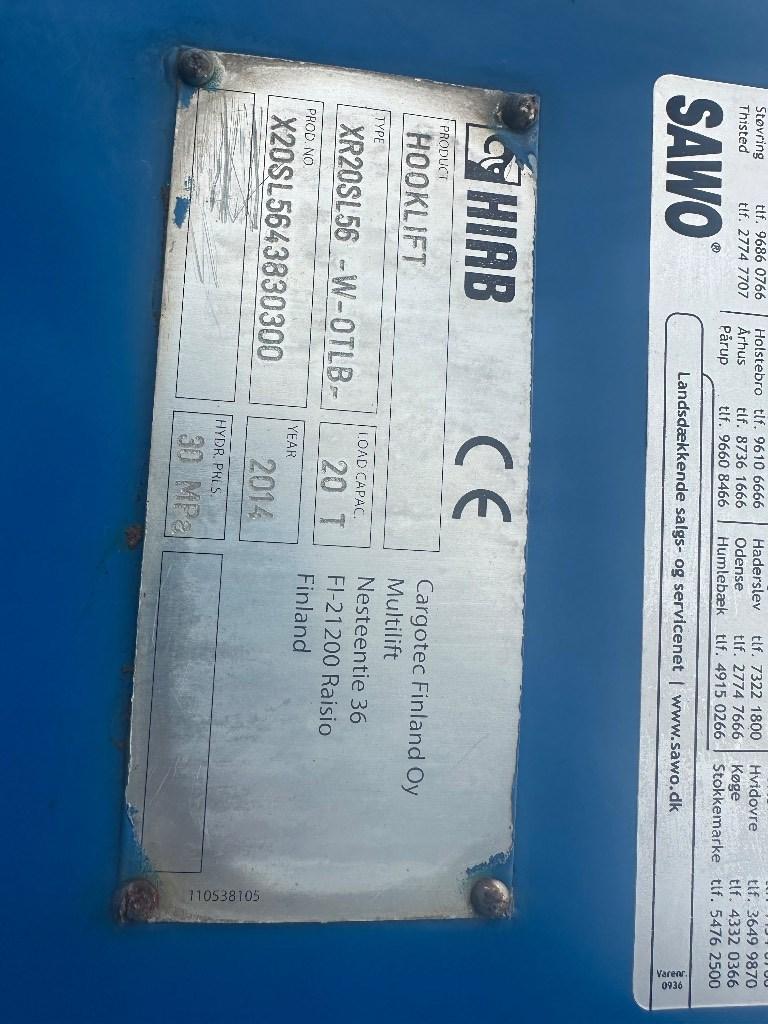 HIAB CE
PRODUCT
HOOKLIFT
TYPE
XR20SL56 -W-0TLB-
LOAD CAPAC.
20 T
PROD. NO.
X20SL5643830300
YEAR
2014
HYDR. PRES.
30 MPa
Cargotec Finland Oy
Multilift
Nesteentie 36
FI-21200 Raisio
Finland
110538105
Støvring tlf. 9686 0766
Thisted tlf. 2774 7707
Holstebro tlf. 9610 6666
Århus tlf. 8736 1666
Pårup tlf. 9660 8466
Haderslev tlf. 7322 1800
Odense tlf. 2774 7666
Humlebæk tlf. 4915 0266
Hvidovre tlf. 3649 9870
Køge tlf. 4332 0366
Stokkemarke tlf. 5476 2500
SAWO®
Landsdækkende salgs- og servicenet | www.sawo.dk
Varenr.
0936